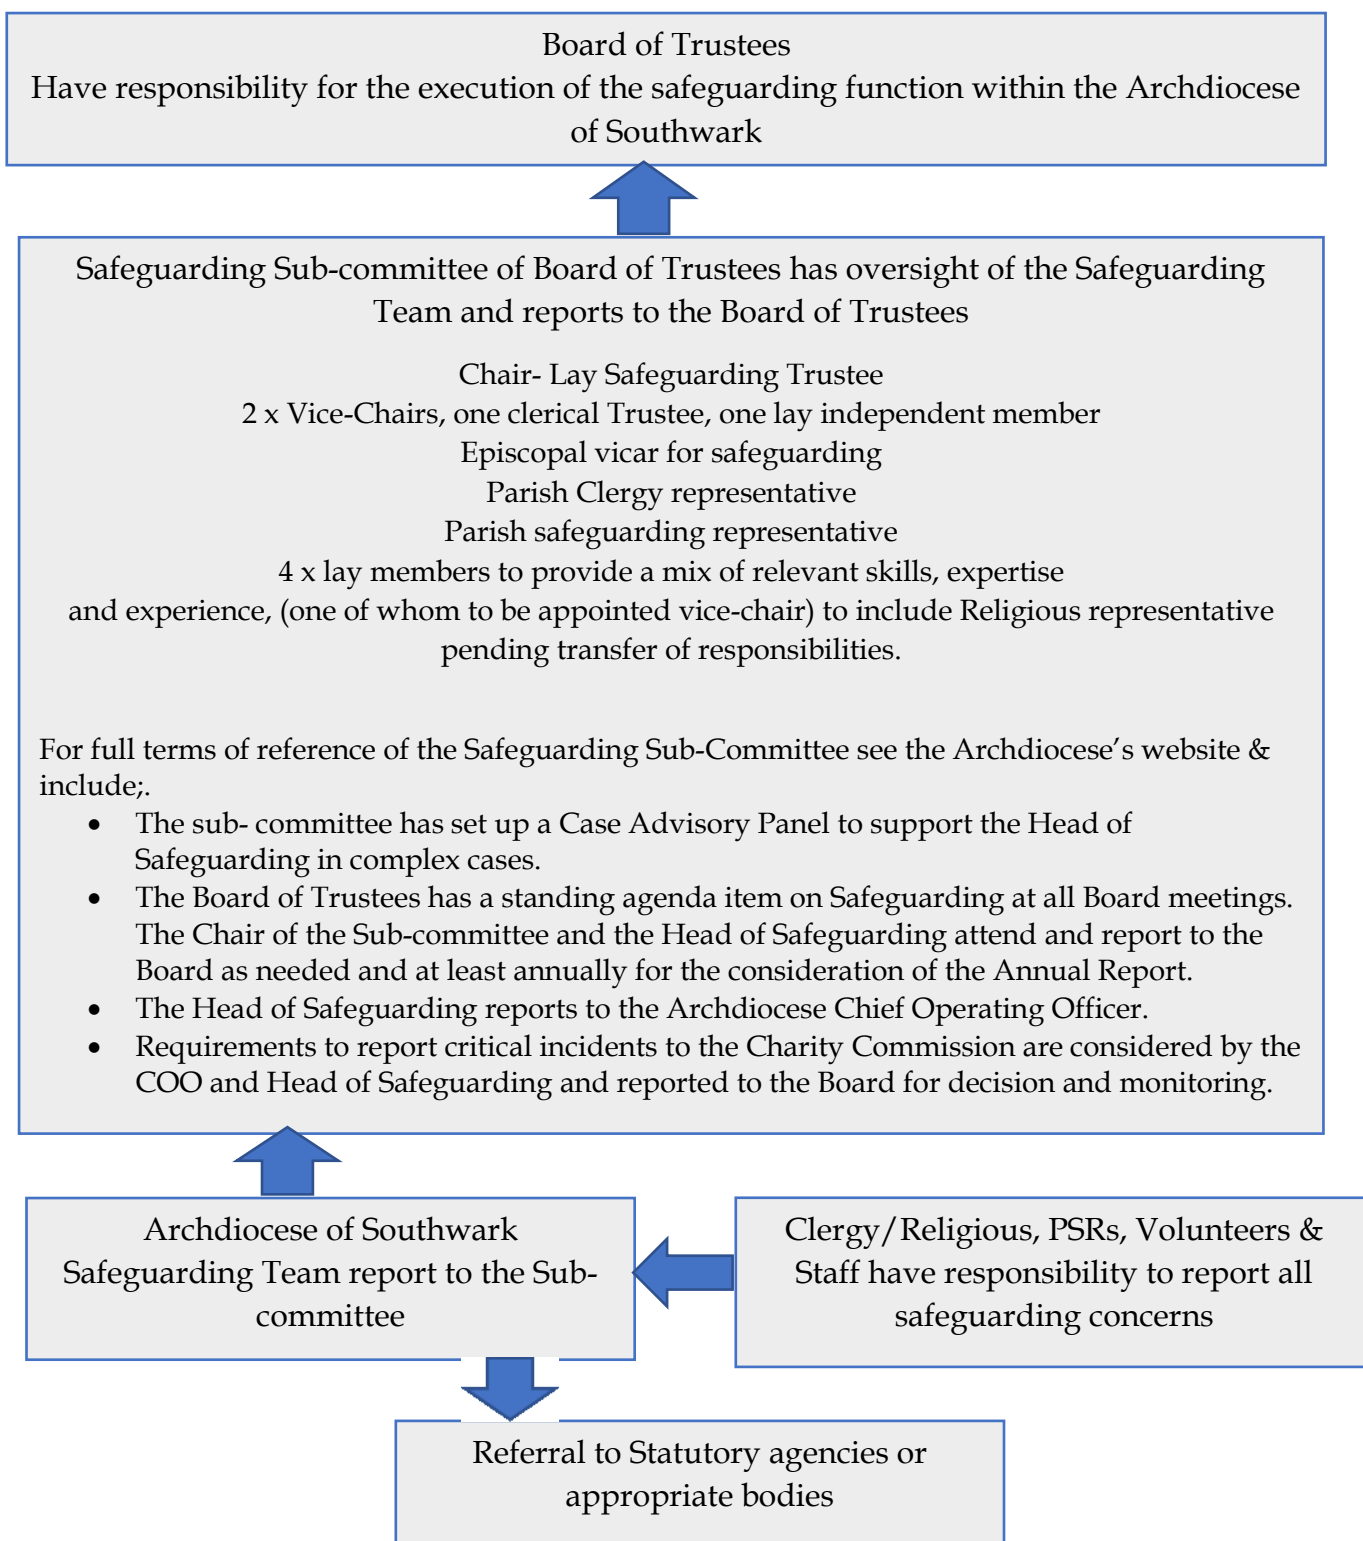 Board of Trustees
Have responsibility for the execution of the safeguarding function within the Archdiocese
of Southwark
Safeguarding Sub-committee of Board of Trustees has oversight of the Safeguarding
Team and reports to the Board of Trustees
Chair- Lay Safeguarding Trustee
2 x Vice-Chairs, one clerical Trustee, one lay independent member
Episcopal vicar for safeguarding
Parish Clergy representative
Parish safeguarding representative
4 x lay members to provide a mix of relevant skills, expertise
and experience, (one of whom to be appointed vice-chair) to include Religious representative
pending transfer of responsibilities.
For full terms of reference of the Safeguarding Sub-Committee see the Archdiocese’s website &
include;.
• The sub- committee has set up a Case Advisory Panel to support the Head of
Safeguarding in complex cases.
• The Board of Trustees has a standing agenda item on Safeguarding at all Board meetings.
The Chair of the Sub-committee and the Head of Safeguarding attend and report to the
Board as needed and at least annually for the consideration of the Annual Report.
• The Head of Safeguarding reports to the Archdiocese Chief Operating Officer.
• Requirements to report critical incidents to the Charity Commission are considered by the
COO and Head of Safeguarding and reported to the Board for decision and monitoring.
Archdiocese of Southwark
Safeguarding Team report to the Sub-
committee
Clergy/Religious, PSRs, Volunteers &
Staff have responsibility to report all
safeguarding concerns
Referral to Statutory agencies or
appropriate bodies